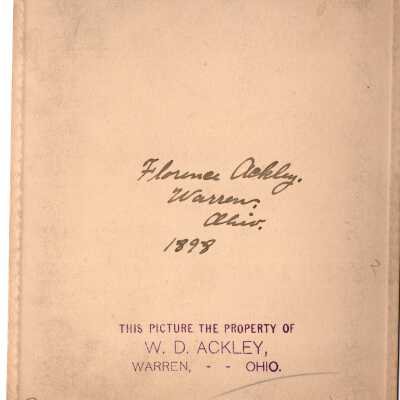 Florence Ackley.
Warren,
Ohio.
1898
THIS PICTURE THE PROPERTY OF
W. D. ACKLEY,
WARREN, - - OHIO.